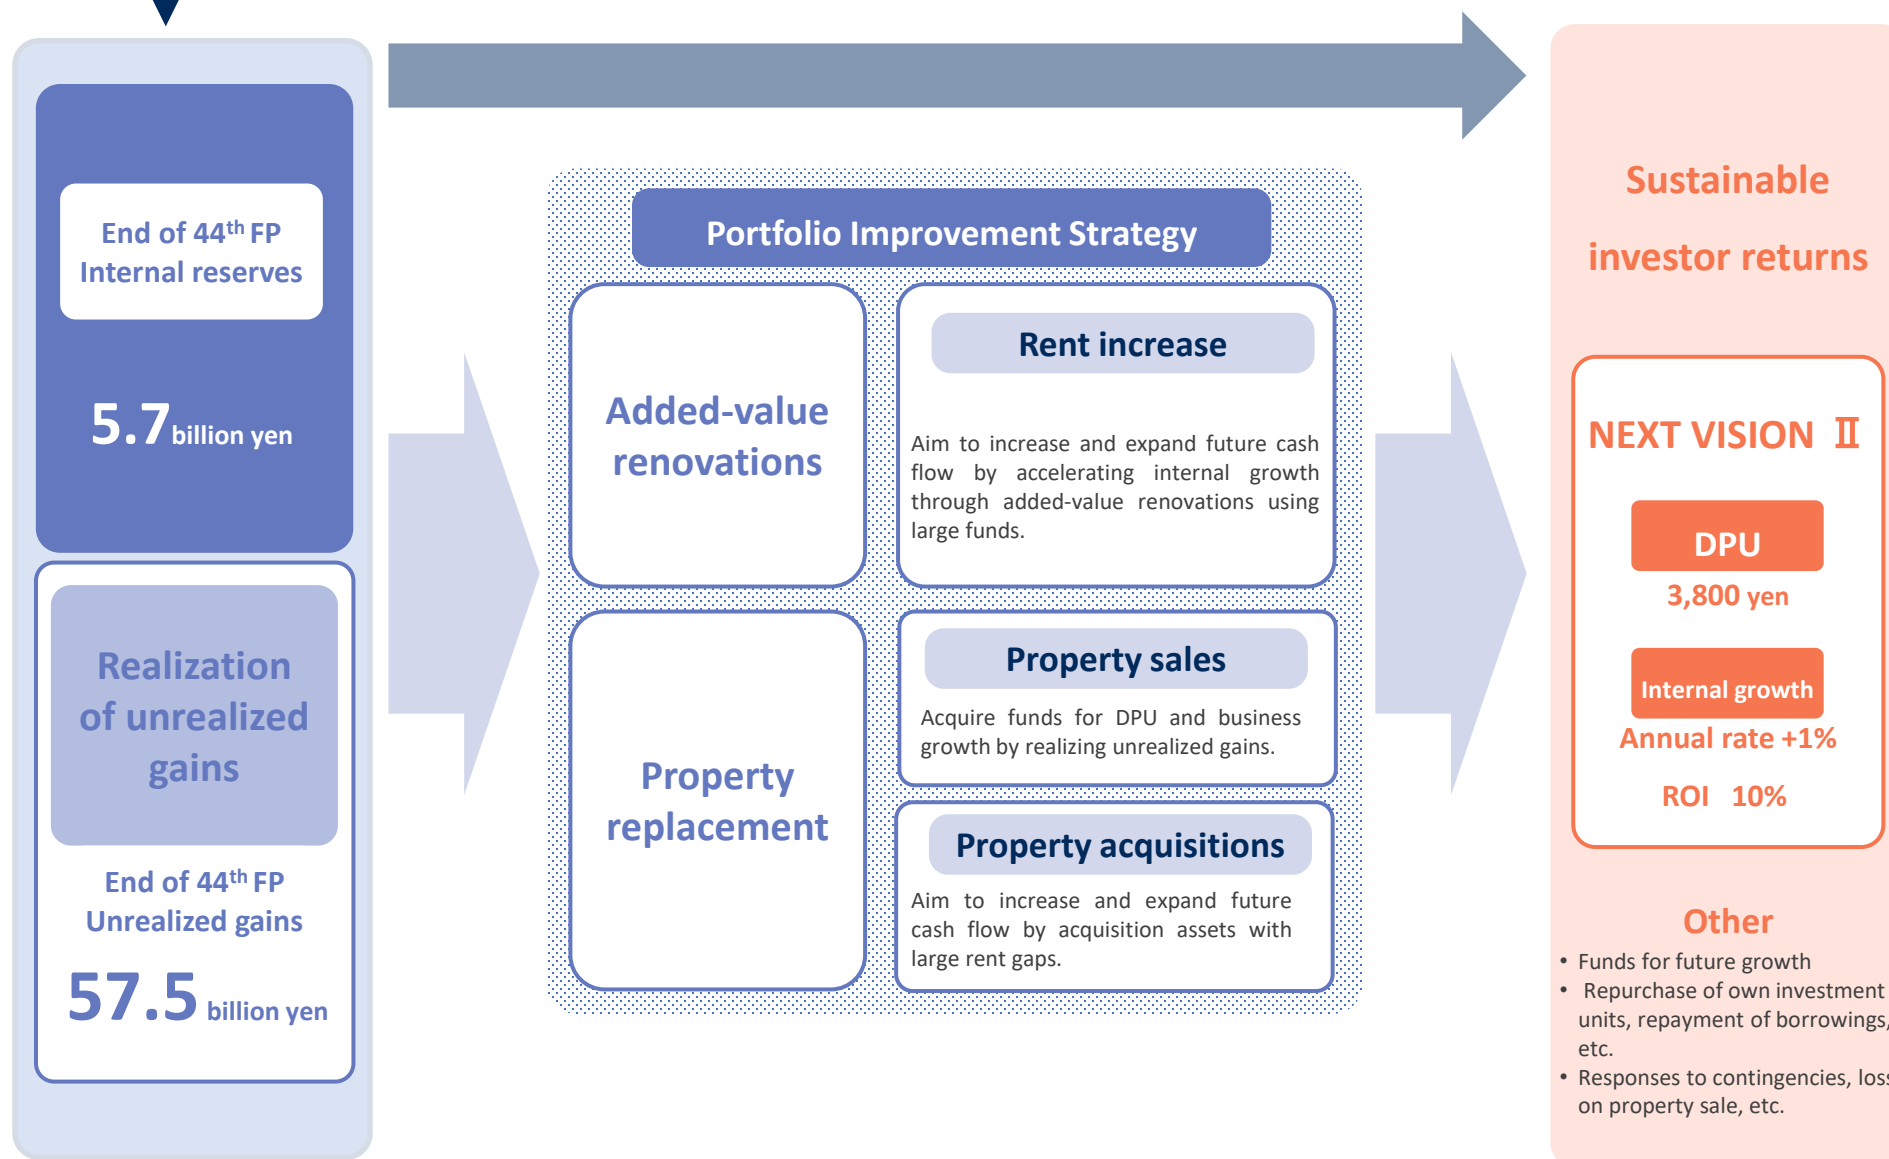 End of 44th FP
Internal reserves
5.7 billion yen
Realization
of unrealized
gains
End of 44th FP
Unrealized gains
57.5 billion yen
Portfolio Improvement Strategy
Added-value
renovations
Rent increase
Aim to increase and expand future cash
flow by accelerating internal growth
through added-value renovations using
large funds.
Property
replacement
Property sales
Acquire funds for DPU and business
growth by realizing unrealized gains.
Property acquisitions
Aim to increase and expand future
cash flow by acquisition assets with
large rent gaps.
Sustainable
investor returns
NEXT VISION Ⅱ
DPU
3,800 yen
Internal growth
Annual rate +1%
ROI 10%
Other
• Funds for future growth
• Repurchase of own investment
units, repayment of borrowings,
etc.
• Responses to contingencies, loss
on property sale, etc.